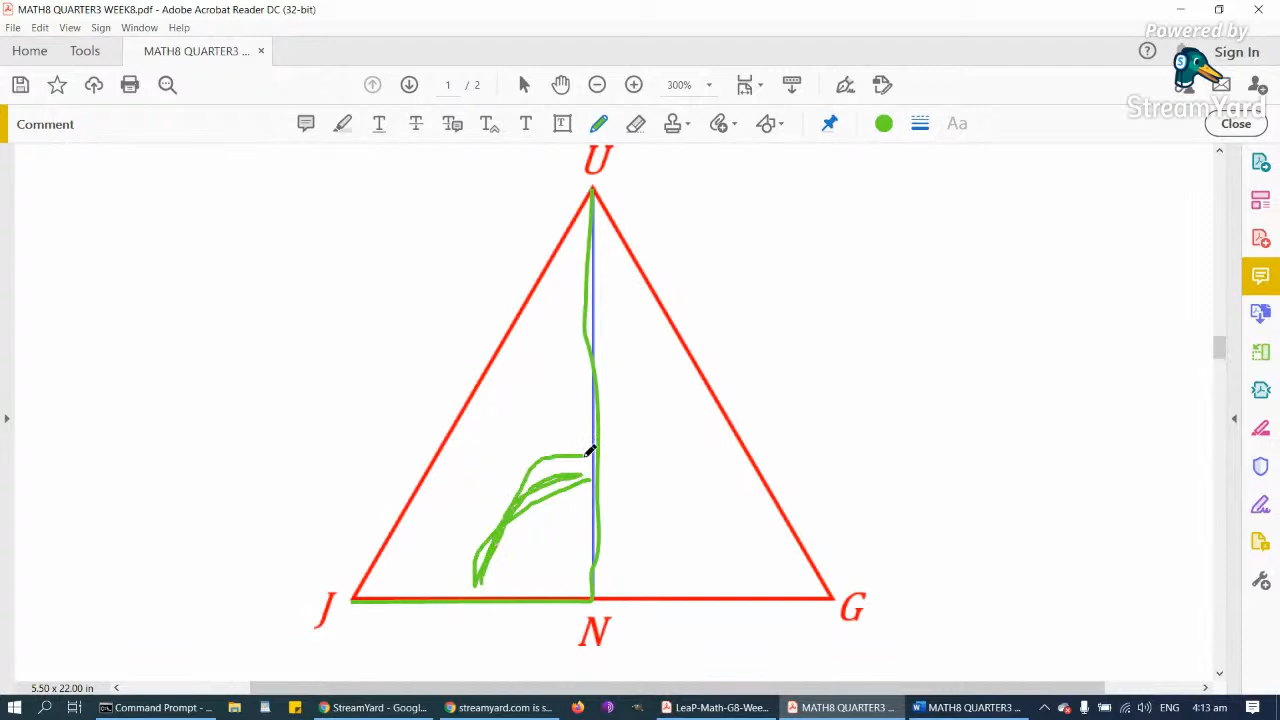 MATH8 QUARTER3 WEEK8.pdf - Adobe Acrobat Reader DC (32-bit)
File Edit View Sign Window Help
Powered by
StreamYard
Home Tools MATH8 QUARTER3 ... × Sign In
1 / 2 300%
Comment Aa Close
U
J
N
G
5.50 x 22.00 in
Command Prompt - StreamYard - Googl... streamyard.com is s... LeaP-Math-G8-Wee... MATH8 QUARTER3 ... MATH8 QUARTER3 ... 4:13 am